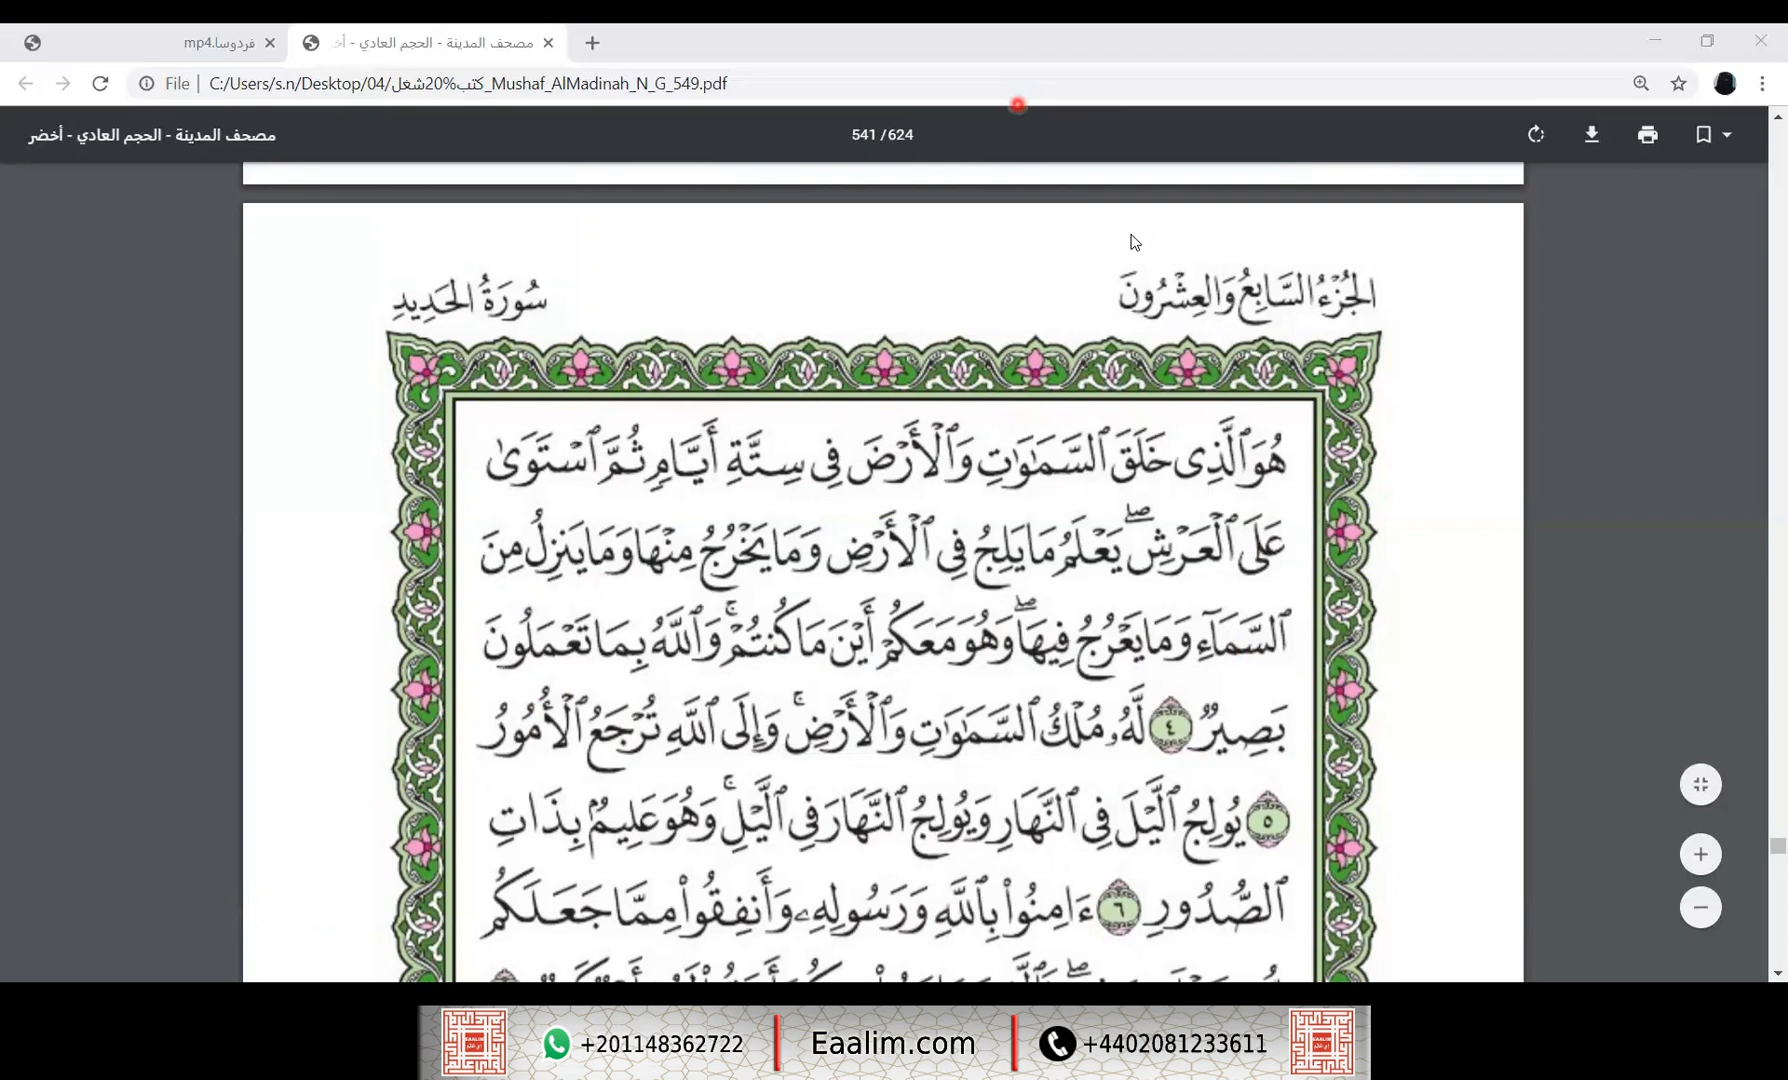 فردوسا.mp4
مصحف المدينة - الحجم العادي - أخ
File C:/Users/s.n/Desktop/04/كتب%20شغل_Mushaf_AlMadinah_N_G_549.pdf
مصحف المدينة - الحجم العادي - أخضر
541 / 624
الجُزْءُ السَّابِعُ وَالعِشْرُونَ
سُورَةُ الحَدِيدِ
هُوَ ٱلَّذِى خَلَقَ ٱلسَّمَٰوَٰتِ وَٱلْأَرْضَ فِى سِتَّةِ أَيَّامٍ ثُمَّ ٱسْتَوَىٰ
عَلَى ٱلْعَرْشِۖ يَعْلَمُ مَا يَلِجُ فِى ٱلْأَرْضِ وَمَا يَخْرُجُ مِنْهَا وَمَا يَنزِلُ مِنَ
ٱلسَّمَآءِ وَمَا يَعْرُجُ فِيهَاۖ وَهُوَ مَعَكُمْ أَيْنَ مَا كُنتُمْۚ وَٱللَّهُ بِمَا تَعْمَلُونَ
بَصِيرٌ ٤ لَّهُۥ مُلْكُ ٱلسَّمَٰوَٰتِ وَٱلْأَرْضِۚ وَإِلَى ٱللَّهِ تُرْجَعُ ٱلْأُمُورُ
٥ يُولِجُ ٱلَّيْلَ فِى ٱلنَّهَارِ وَيُولِجُ ٱلنَّهَارَ فِى ٱلَّيْلِۚ وَهُوَ عَلِيمٌۢ بِذَاتِ
ٱلصُّدُورِ ٦ ءَامِنُوا۟ بِٱللَّهِ وَرَسُولِهِۦ وَأَنفِقُوا۟ مِمَّا جَعَلَكُم
+201148362722
Eaalim.com
+4402081233611